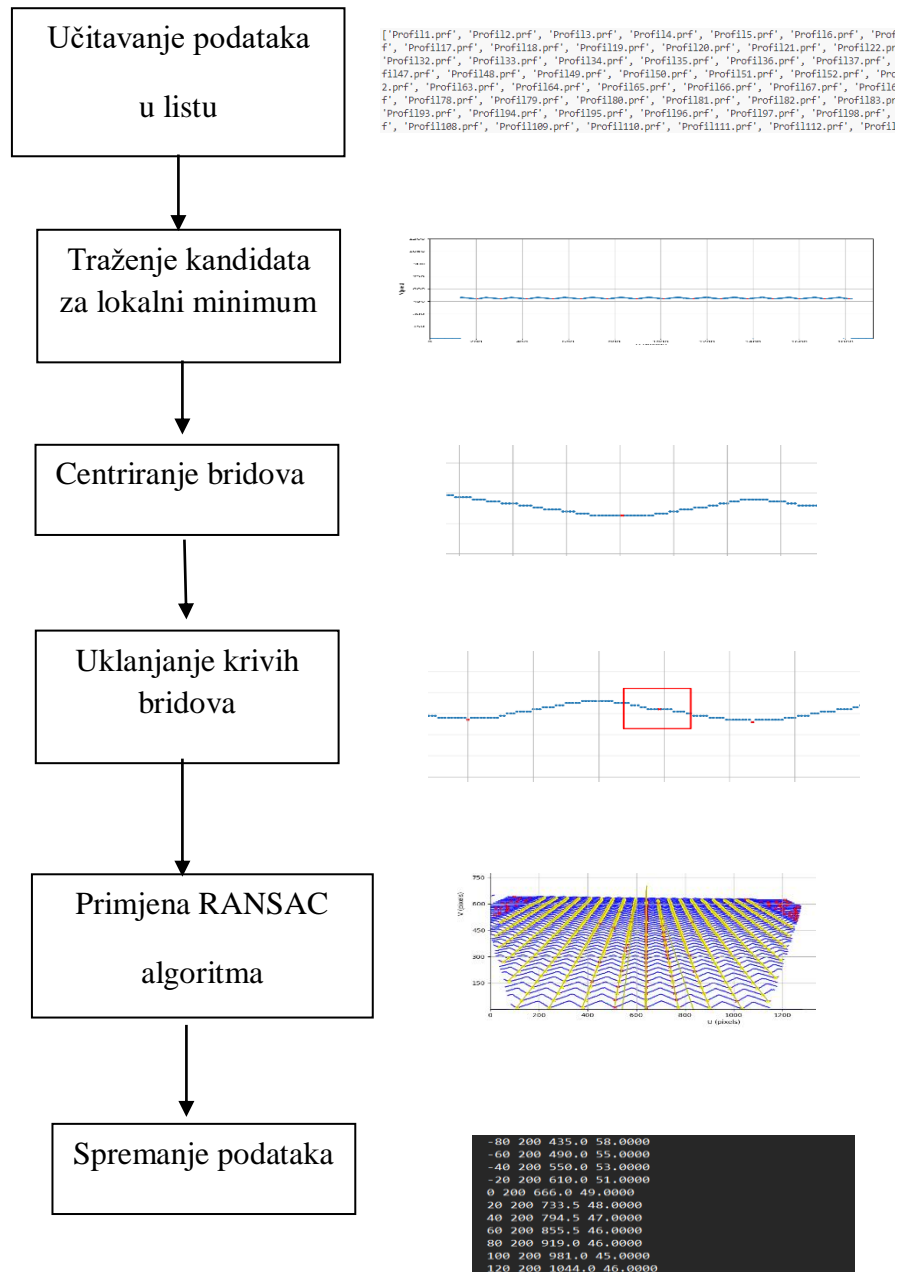 Učitavanje podataka
u listu
['Profil1.prf', 'Profil2.prf', 'Profil3.prf', 'Profil4.prf', 'Profil5.prf', 'Profil6.prf', 'Prof
f', 'Profil17.prf', 'Profil18.prf', 'Profil19.prf', 'Profil20.prf', 'Profil21.prf', 'Profil22.pr
'Profil32.prf', 'Profil33.prf', 'Profil34.prf', 'Profil35.prf', 'Profil36.prf', 'Profil37.prf',
fil47.prf', 'Profil48.prf', 'Profil49.prf', 'Profil50.prf', 'Profil51.prf', 'Profil52.prf', 'Prc
2.prf', 'Profil63.prf', 'Profil64.prf', 'Profil65.prf', 'Profil66.prf', 'Profil67.prf', 'Profil6
f', 'Profil78.prf', 'Profil79.prf', 'Profil80.prf', 'Profil81.prf', 'Profil82.prf', 'Profil83.pr
'Profil93.prf', 'Profil94.prf', 'Profil95.prf', 'Profil96.prf', 'Profil97.prf', 'Profil98.prf',
f', 'Profil108.prf', 'Profil109.prf', 'Profil110.prf', 'Profil111.prf', 'Profil112.prf', 'Profil1
Traženje kandidata
za lokalni minimum
Centriranje bridova
Uklanjanje krivih
bridova
Primjena RANSAC
algoritma
V (pixels)
750
600
450
300
150
0 200 400 600 800 1000 1200
U (pixels)
Spremanje podataka
-80 200 435.0 58.0000
-60 200 490.0 55.0000
-40 200 550.0 53.0000
-20 200 610.0 51.0000
0 200 666.0 49.0000
20 200 733.5 48.0000
40 200 794.5 47.0000
60 200 855.5 46.0000
80 200 919.0 46.0000
100 200 981.0 45.0000
120 200 1044.0 46.0000